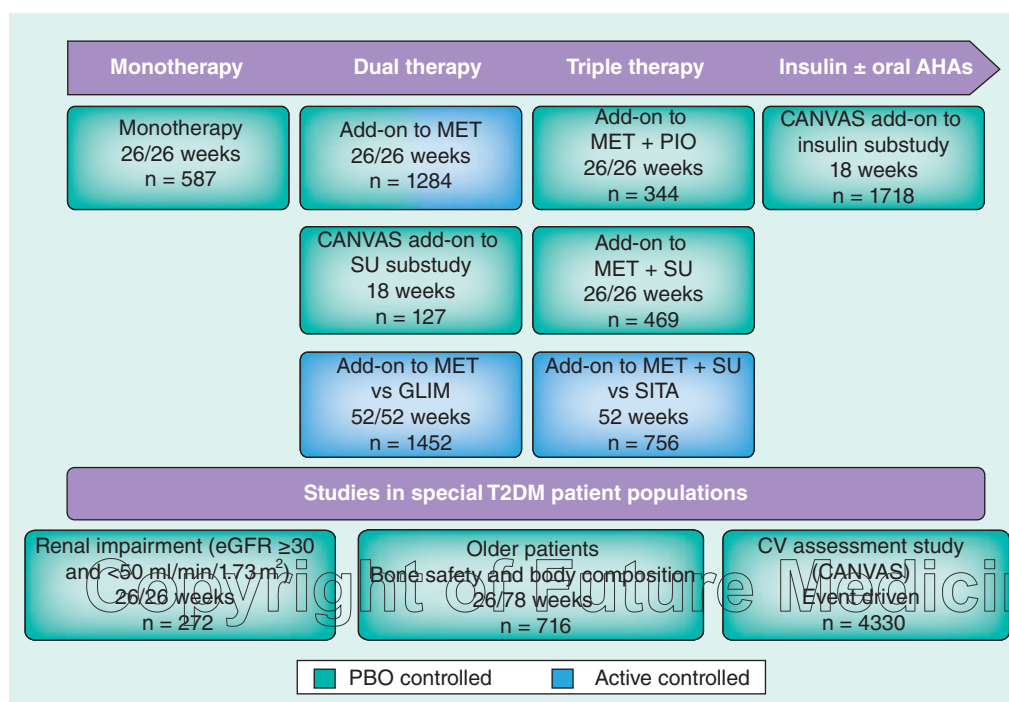 Monotherapy
Dual therapy
Triple therapy
Insulin ± oral AHAs
Monotherapy
26/26 weeks
n = 587
Add-on to MET
26/26 weeks
n = 1284
Add-on to
MET + PIO
26/26 weeks
n = 344
CANVAS add-on to
insulin substudy
18 weeks
n = 1718
CANVAS add-on to
SU substudy
18 weeks
n = 127
Add-on to
MET + SU
26/26 weeks
n = 469
Add-on to MET
vs GLIM
52/52 weeks
n = 1452
Add-on to MET + SU
vs SITA
52 weeks
n = 756
Studies in special T2DM patient populations
Renal impairment (eGFR ≥30
and <50 ml/min/1.73 m²)
26/26 weeks
n = 272
Older patients
Bone safety and body composition
26/78 weeks
n = 716
CV assessment study
(CANVAS)
Event driven
n = 4330
Copyright of Future Medicin
PBO controlled
Active controlled